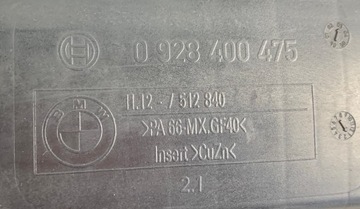 0 928 400 475
11.12 - 7 512 840
BMW
>PA 66-MX.GF40<
Insert >CuZn<
2.1